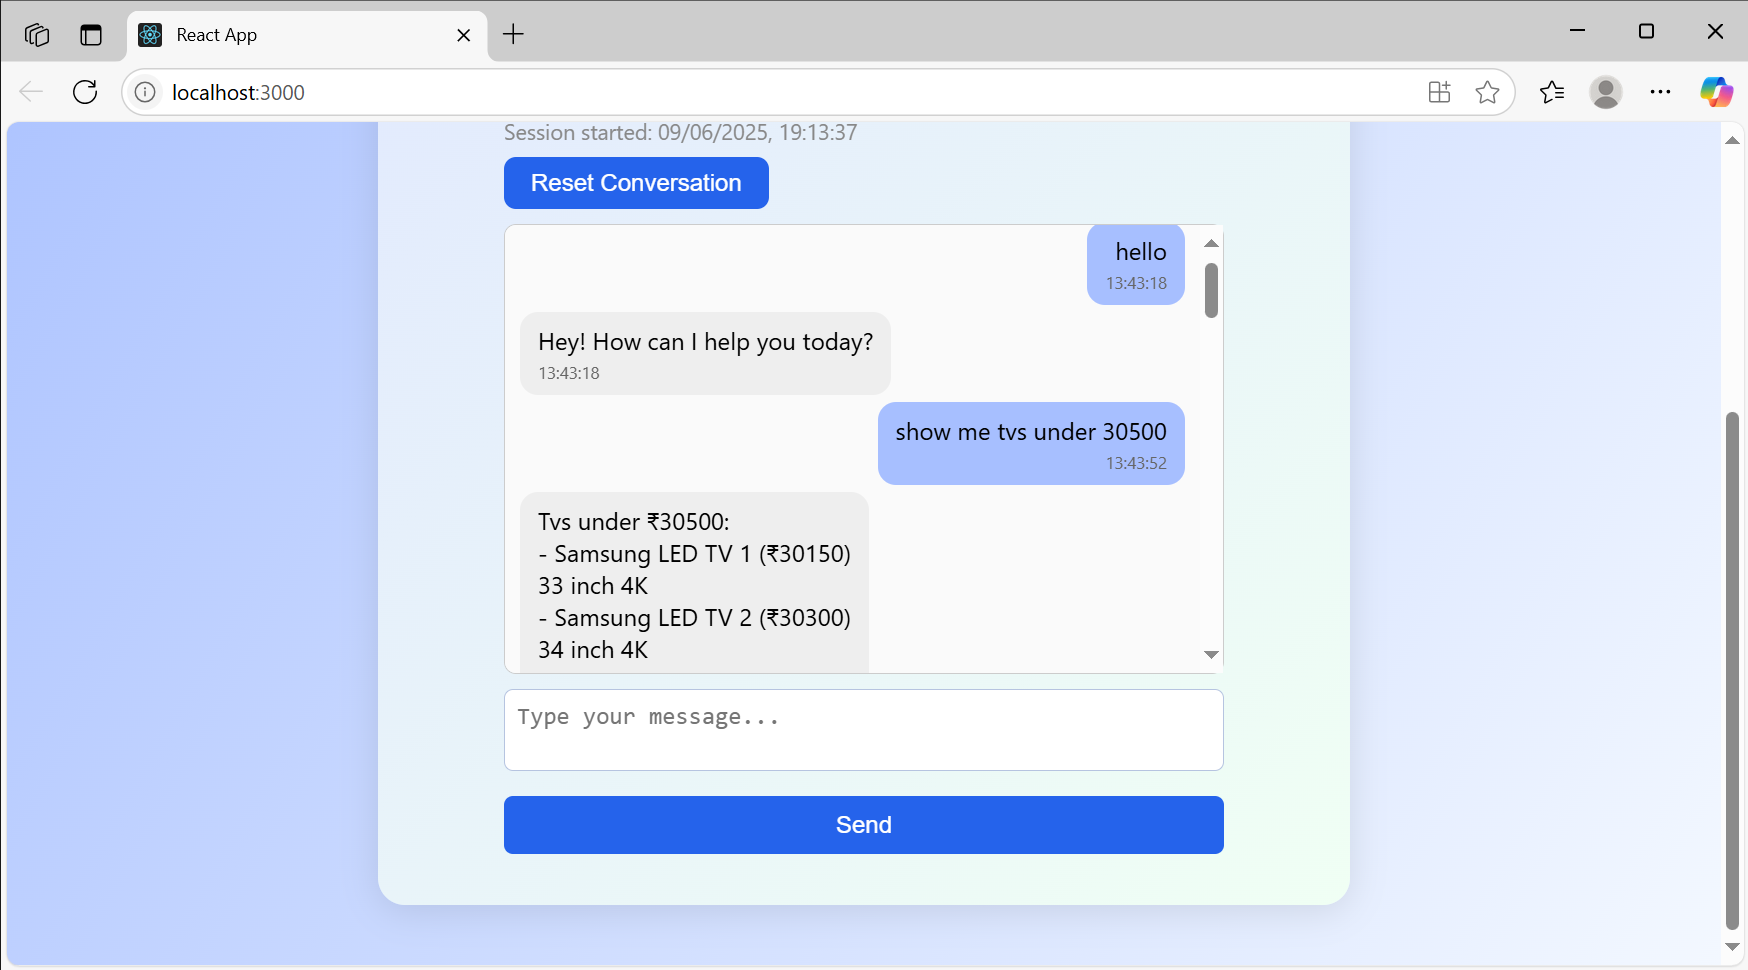 React App
localhost:3000
Session started: 09/06/2025, 19:13:37
Reset Conversation
hello
13:43:18
Hey! How can I help you today?
13:43:18
show me tvs under 30500
13:43:52
Tvs under ₹30500:
- Samsung LED TV 1 (₹30150)
33 inch 4K
- Samsung LED TV 2 (₹30300)
34 inch 4K
Type your message...
Send